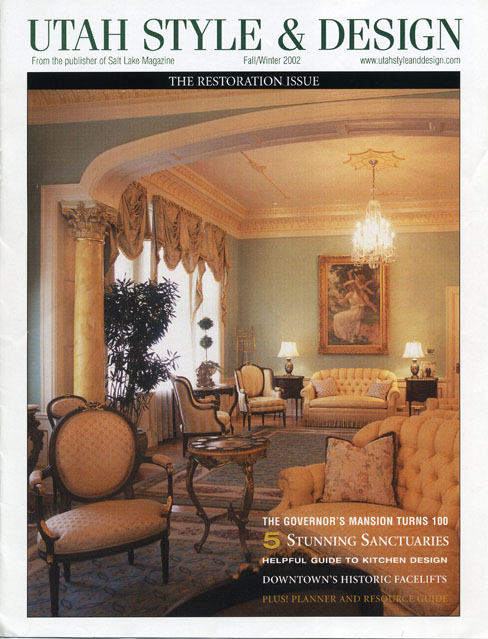 UTAH STYLE & DESIGN
From the publisher of Salt Lake Magazine Fall/Winter 2002 www.utahstyleanddesign.com
THE RESTORATION ISSUE
THE GOVERNOR'S MANSION TURNS 100
5 STUNNING SANCTUARIES
HELPFUL GUIDE TO KITCHEN DESIGN
DOWNTOWN'S HISTORIC FACELIFTS
PLUS! PLANNER AND RESOURCE GUIDE